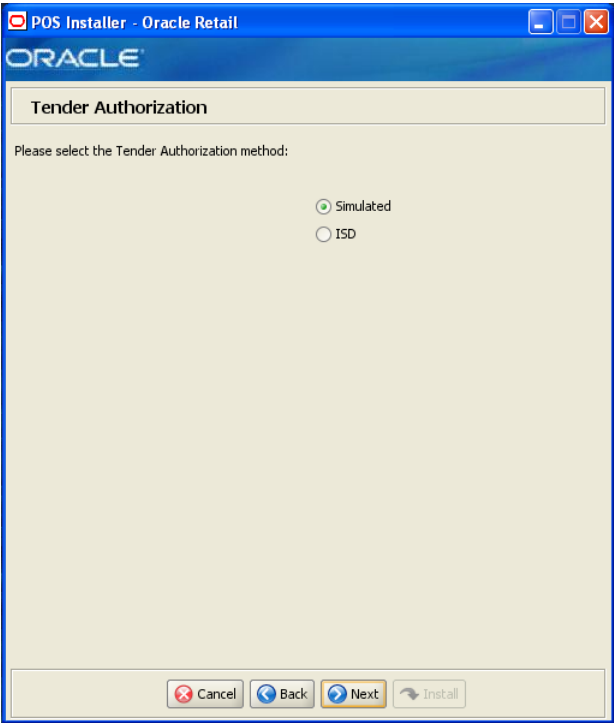 POS Installer - Oracle Retail
ORACLE
Tender Authorization
Please select the Tender Authorization method:
Simulated
ISD
Cancel Back Next Install